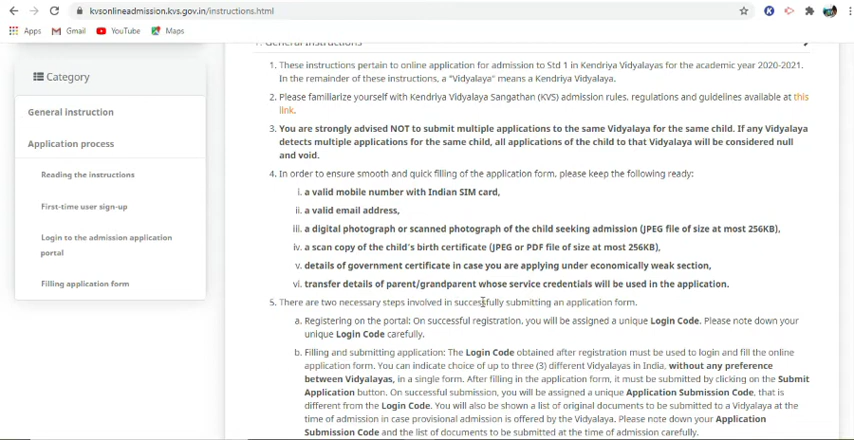 kvsonlineadmission.kvs.gov.in/instructions.html
Apps Gmail YouTube Maps
Category
General instruction
Application process
Reading the instructions
First-time user sign-up
Login to the admission application
portal
Filling application form
1. General Instructions
1. These instructions pertain to online application for admission to Std 1 in Kendriya Vidyalayas for the academic year 2020-2021.
In the remainder of these instructions, a "Vidyalaya" means a Kendriya Vidyalaya.
2. Please familiarize yourself with Kendriya Vidyalaya Sangathan (KVS) admission rules, regulations and guidelines available at this
link.
3. You are strongly advised NOT to submit multiple applications to the same Vidyalaya for the same child. If any Vidyalaya
detects multiple applications for the same child, all applications of the child to that Vidyalaya will be considered null
and void.
4. In order to ensure smooth and quick filling of the application form, please keep the following ready:
i. a valid mobile number with Indian SIM card,
ii. a valid email address,
iii. a digital photograph or scanned photograph of the child seeking admission (JPEG file of size at most 256KB),
iv. a scan copy of the child's birth certificate (JPEG or PDF file of size at most 256KB),
v. details of government certificate in case you are applying under economically weak section,
vi. transfer details of parent/grandparent whose service credentials will be used in the application.
5. There are two necessary steps involved in successfully submitting an application form.
a. Registering on the portal: On successful registration, you will be assigned a unique Login Code. Please note down your
unique Login Code carefully.
b. Filling and submitting application: The Login Code obtained after registration must be used to login and fill the online
application form. You can indicate choice of up to three (3) different Vidyalayas in India, without any preference
between Vidyalayas, in a single form. After filling in the application form, it must be submitted by clicking on the Submit
Application button. On successful submission, you will be assigned a unique Application Submission Code, that is
different from the Login Code. You will also be shown a list of original documents to be submitted to a Vidyalaya at the
time of admission in case provisional admission is offered by the Vidyalaya. Please note down your Application
Submission Code and the list of documents to be submitted at the time of admission carefully.